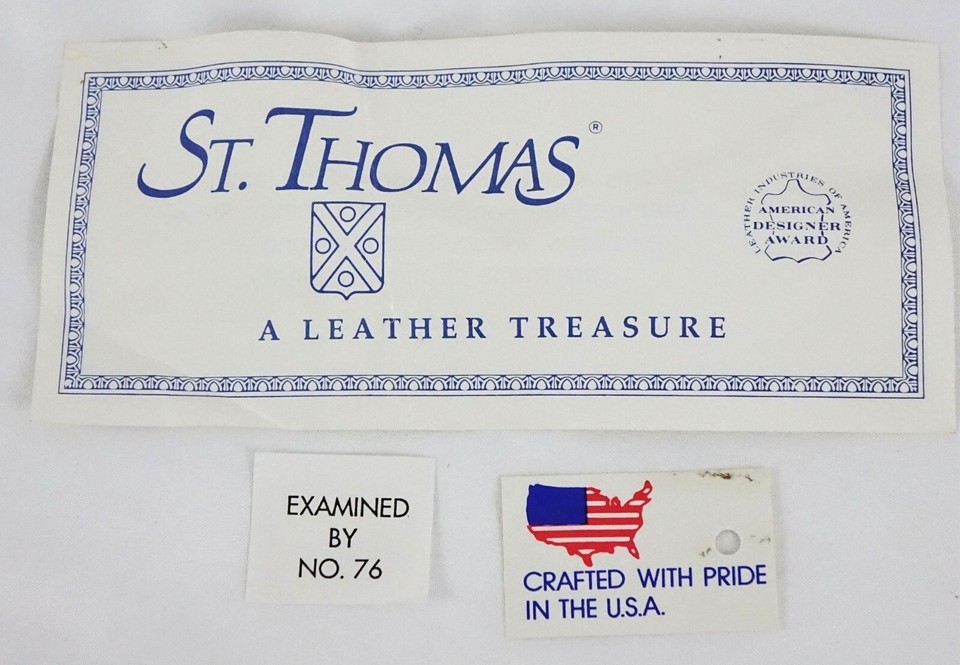 ST. THOMAS ®
LEATHER INDUSTRIES OF AMERICA
AMERICAN
DESIGNER
AWARD
A LEATHER TREASURE
EXAMINED
BY
NO. 76
CRAFTED WITH PRIDE
IN THE U.S.A.